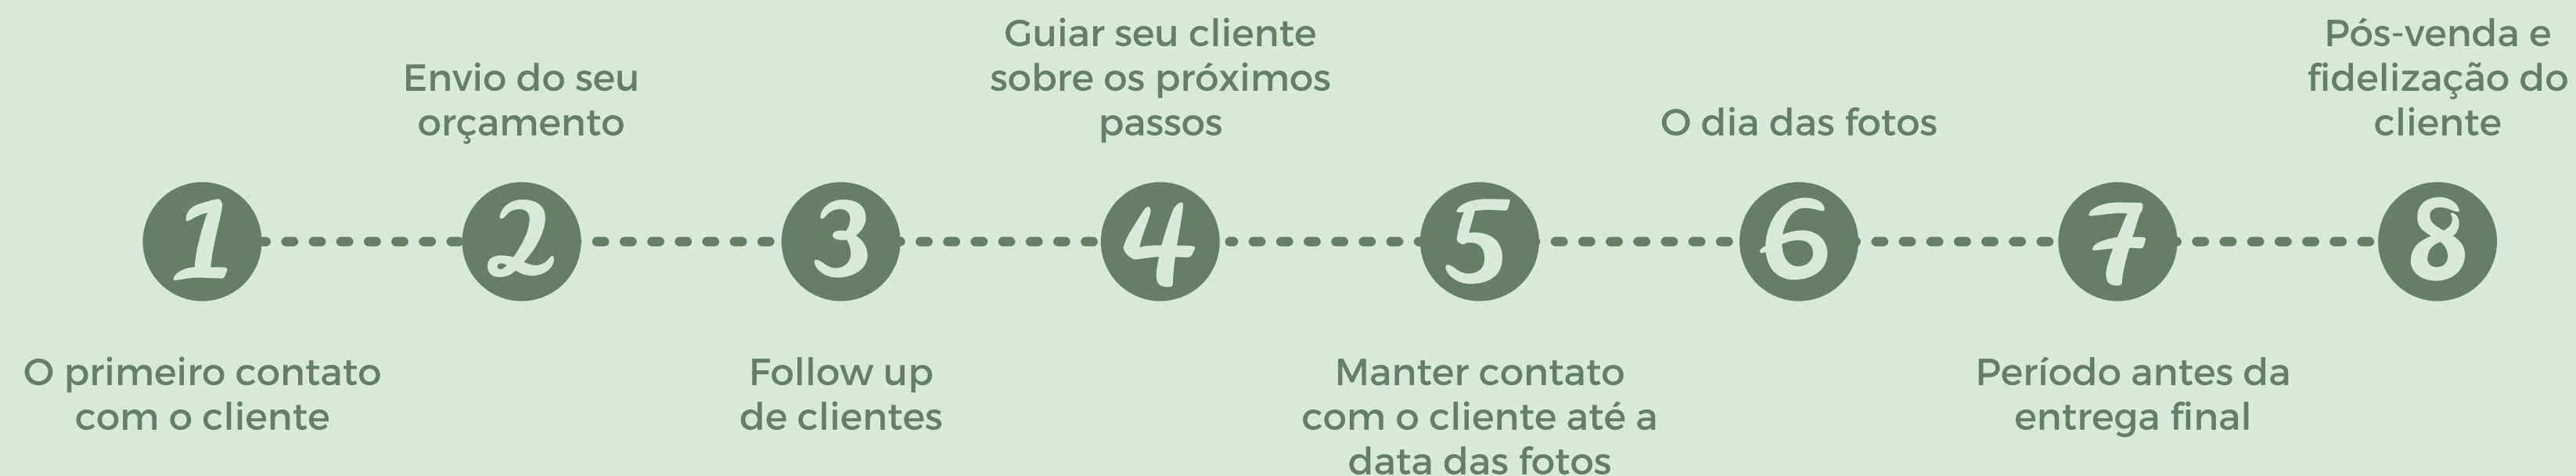 1
O primeiro contato
com o cliente
2
Envio do seu
orçamento
3
Follow up
de clientes
4
Guiar seu cliente
sobre os próximos
passos
5
Manter contato
com o cliente até a
data das fotos
6
O dia das fotos
7
Período antes da
entrega final
8
Pós-venda e
fidelização do
cliente